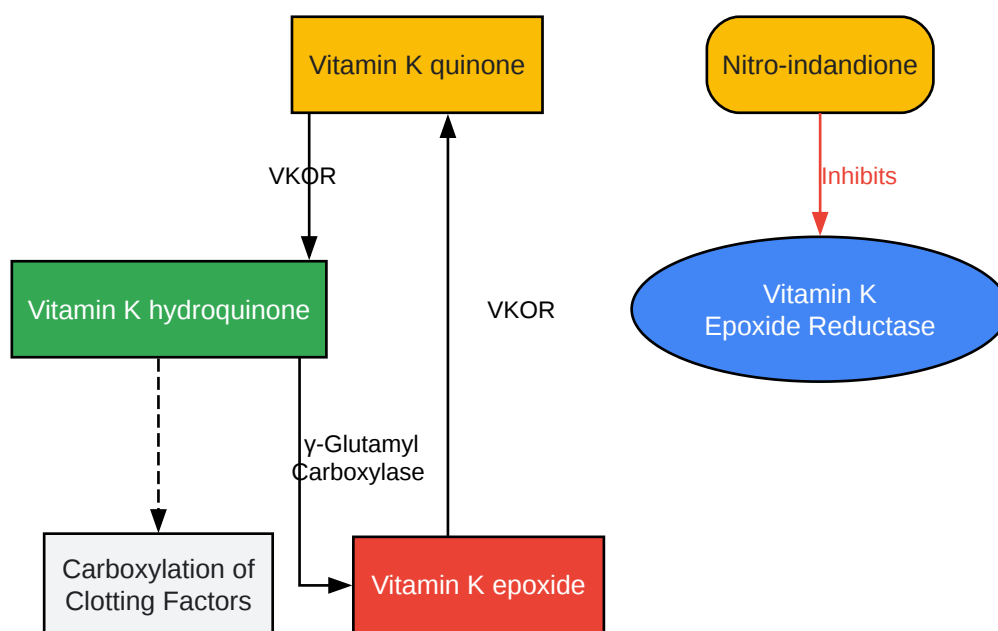 Vitamin K quinone
Nitro-indandione
VKOR
Inhibits
Vitamin K hydroquinone
VKOR
Vitamin K
Epoxide Reductase
γ-Glutamyl
Carboxylase
Carboxylation of
Clotting Factors
Vitamin K epoxide